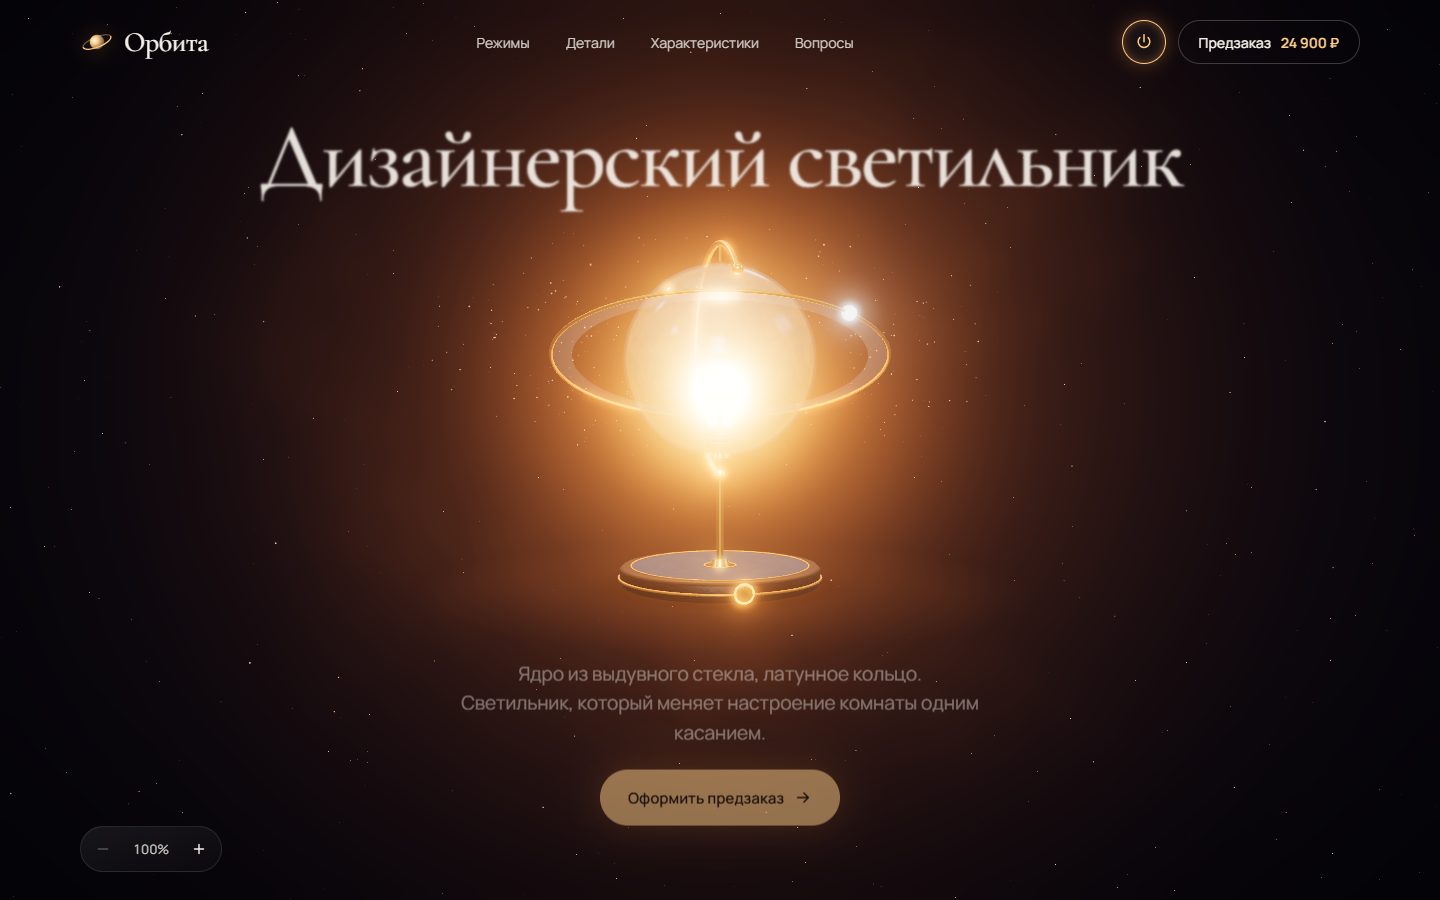 Орбита
Режимы
Детали
Характеристики
Вопросы
Предзаказ 24 900 ₽
Дизайнерский светильник
Ядро из выдувного стекла, латунное кольцо.
Светильник, который меняет настроение комнаты одним
касанием.
Оформить предзаказ →
− 100% +